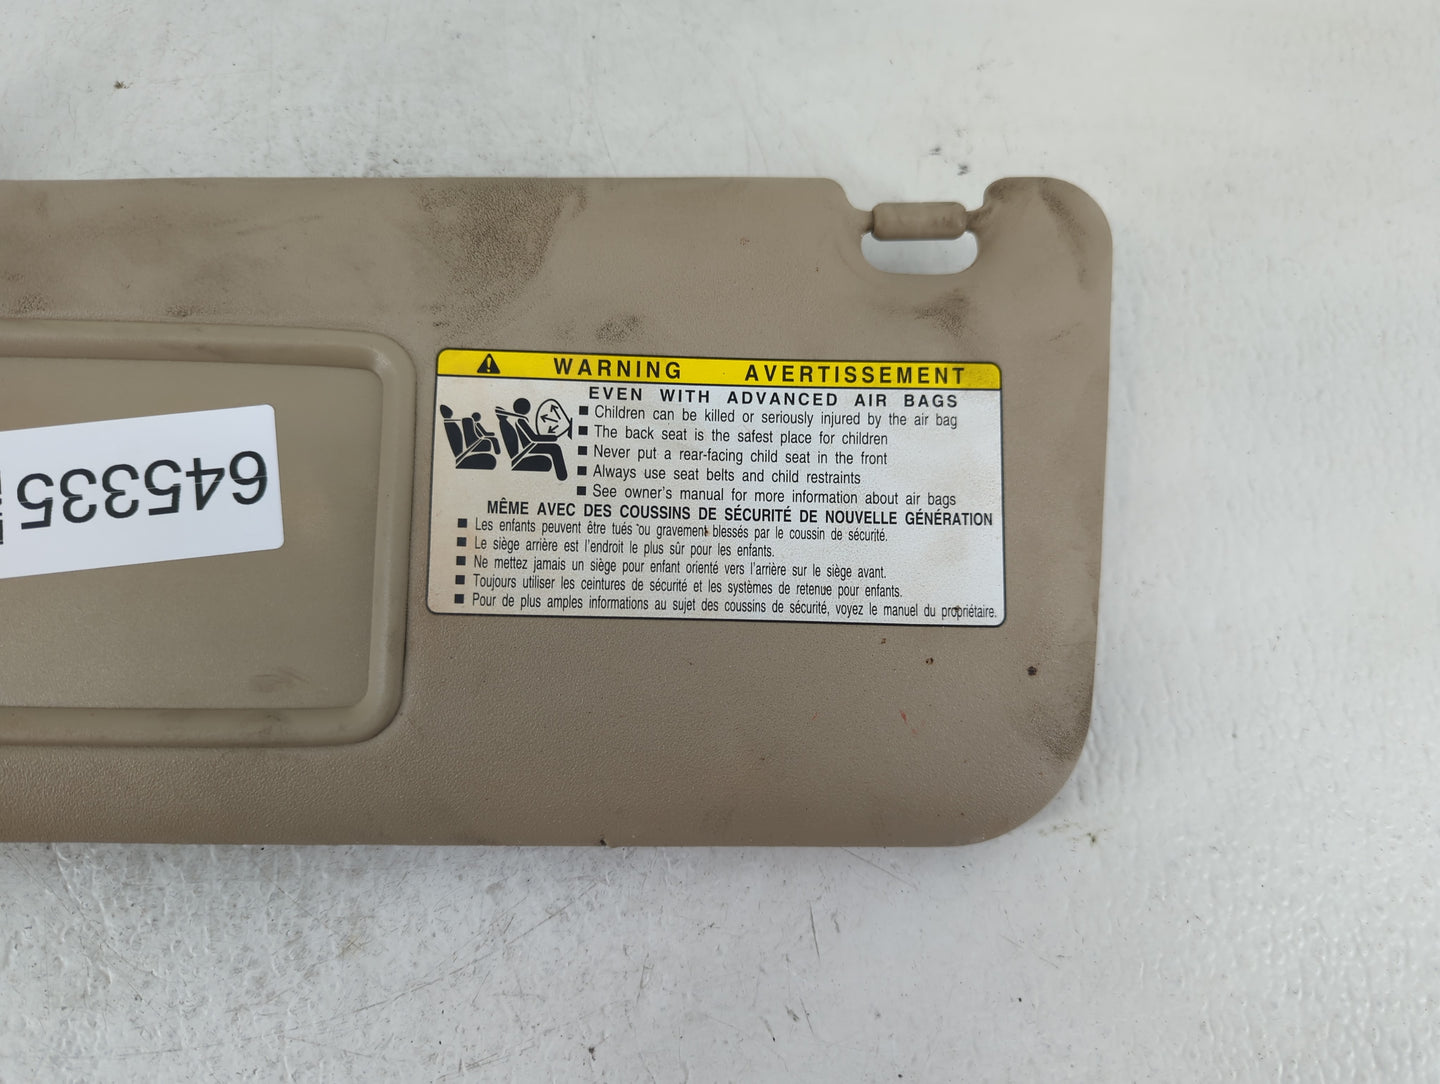 WARNING AVERTISSEMENT
EVEN WITH ADVANCED AIR BAGS
■ Children can be killed or seriously injured by the air bag
■ The back seat is the safest place for children
■ Never put a rear-facing child seat in the front
■ Always use seat belts and child restraints
■ See owner's manual for more information about air bags
MÊME AVEC DES COUSSINS DE SÉCURITÉ DE NOUVELLE GÉNÉRATION
■ Les enfants peuvent être tués ou gravement blessés par le coussin de sécurité.
■ Le siège arrière est l'endroit le plus sûr pour les enfants.
■ Ne mettez jamais un siège pour enfant orienté vers l'arrière sur le siège avant.
■ Toujours utiliser les ceintures de sécurité et les systèmes de retenue pour enfants.
■ Pour de plus amples informations au sujet des coussins de sécurité, voyez le manuel du propriétaire.
645335